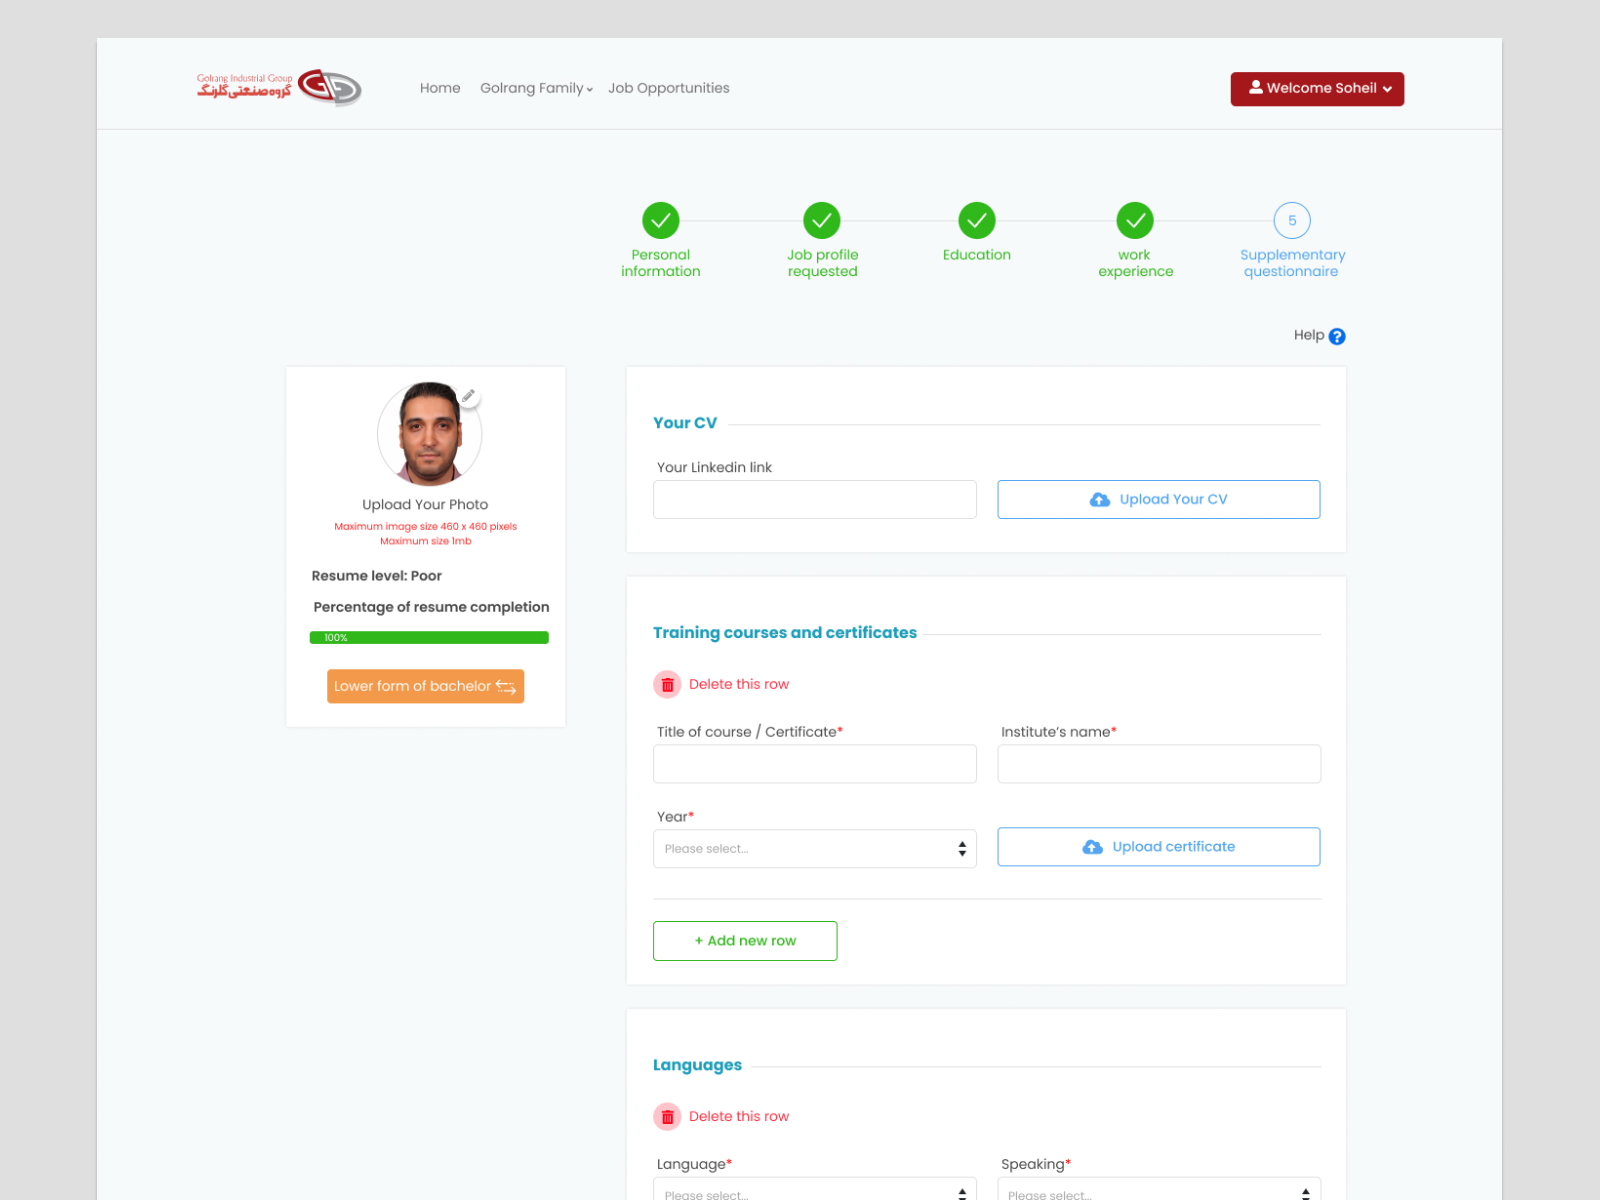 Golrang Industrial Group
گروه صنعتی گلرنگ
Home
Golrang Family
Job Opportunities
Welcome Soheil
5
Personal
information
Job profile
requested
Education
work
experience
Supplementary
questionnaire
Help ?
Upload Your Photo
Maximum image size 460 x 460 pixels
Maximum size 1mb
Resume level: Poor
Percentage of resume completion
100%
Lower form of bachelor
Your CV
Your Linkedin link
Upload Your CV
Training courses and certificates
Delete this row
Title of course / Certificate*
Institute's name*
Year*
Please select...
Upload certificate
+ Add new row
Languages
Delete this row
Language*
Speaking*
Please select...
Please select...